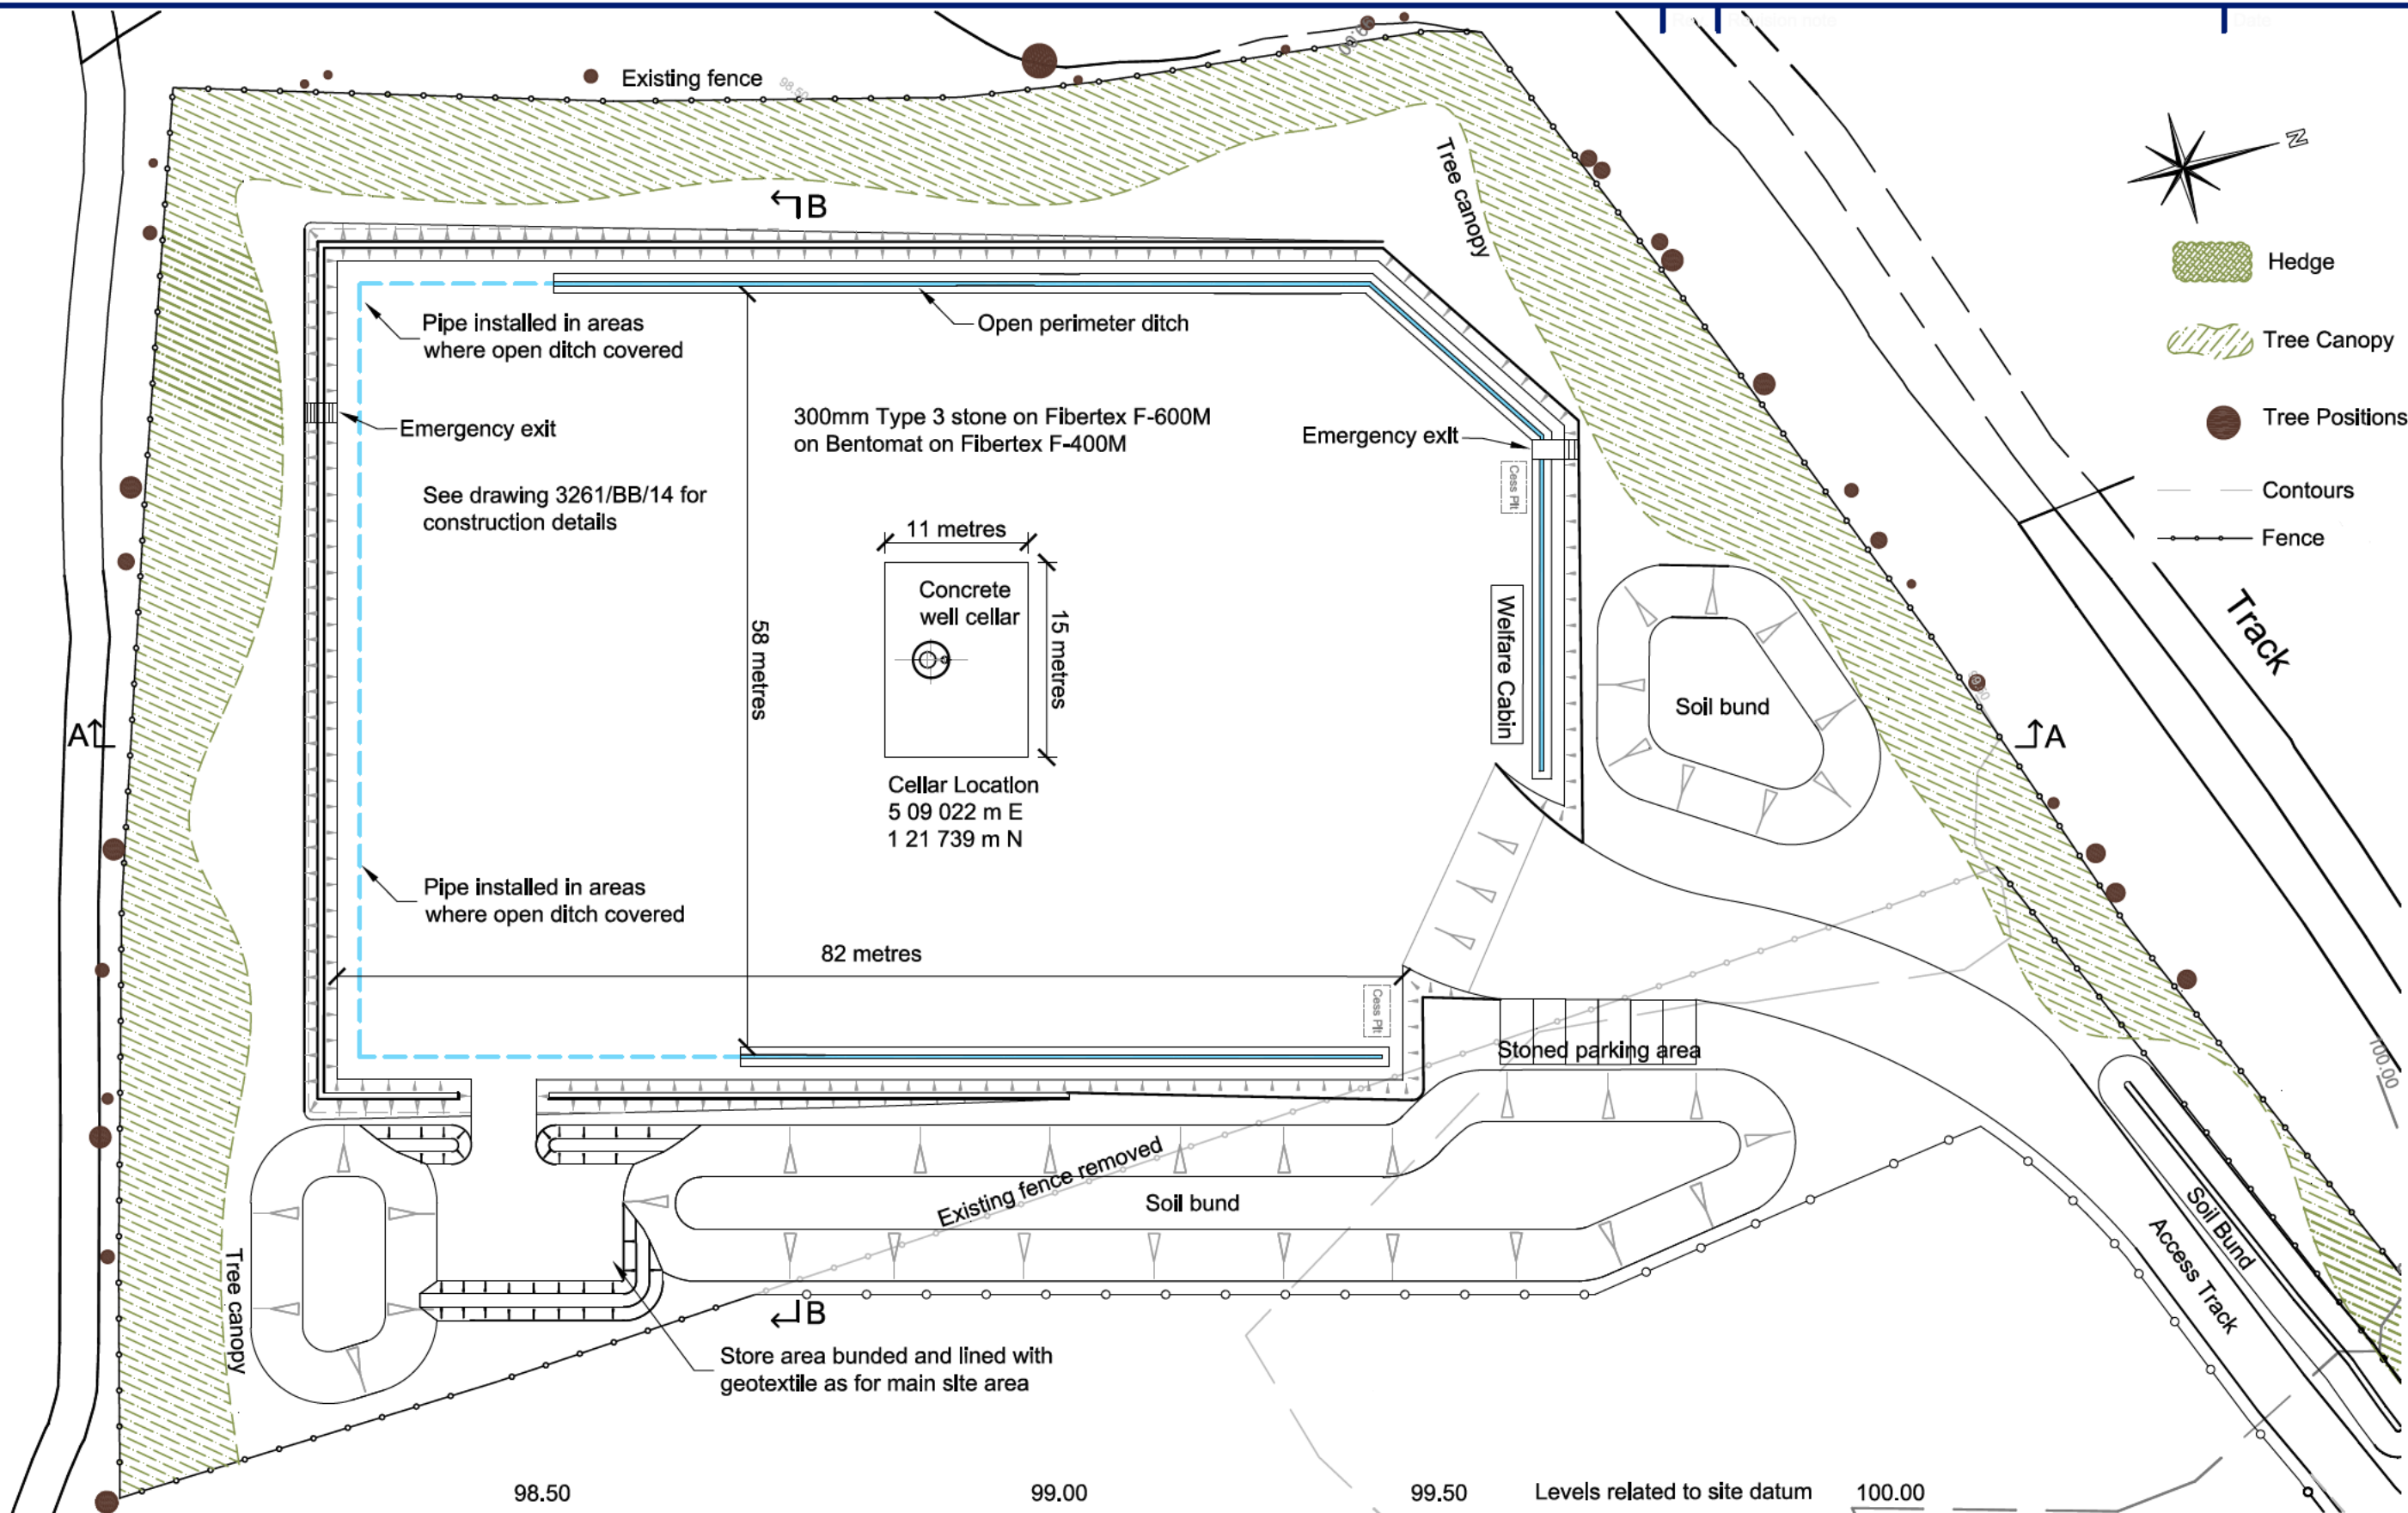 Existing fence
98.50
Tree canopy
N
B
Hedge
Tree Canopy
Tree Positions
Contours
Fence
Pipe installed in areas
where open ditch covered
Open perimeter ditch
Emergency exit
300mm Type 3 stone on Fibertex F-600M
on Bentomat on Fibertex F-400M
Emergency exit
Cess Pit
See drawing 3261/BB/14 for
construction details
11 metres
Concrete
well cellar
15 metres
58 metres
Welfare Cabin
Soil bund
Track
A
A
Cellar Location
5 09 022 m E
1 21 739 m N
Pipe installed in areas
where open ditch covered
82 metres
Cess Pit
Stoned parking area
100.00
Existing fence removed
Soil bund
Soil Bund
Access Track
Tree canopy
B
Store area bunded and lined with
geotextile as for main site area
98.50
99.00
99.50
Levels related to site datum
100.00